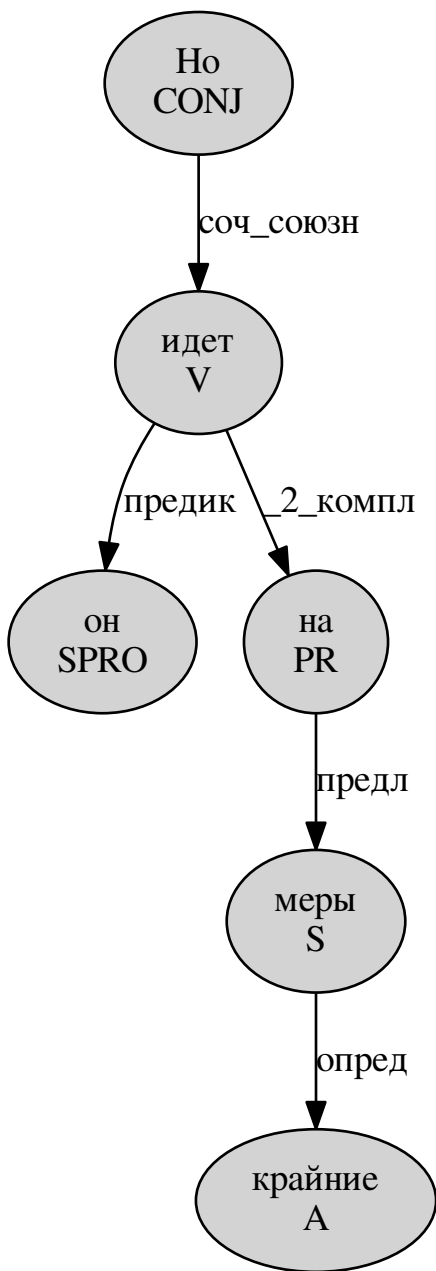 Но
CONJ
соч_союзн
идет
V
предик
_2_компл
он
SPRO
на
PR
предл
меры
S
опред
крайние
A